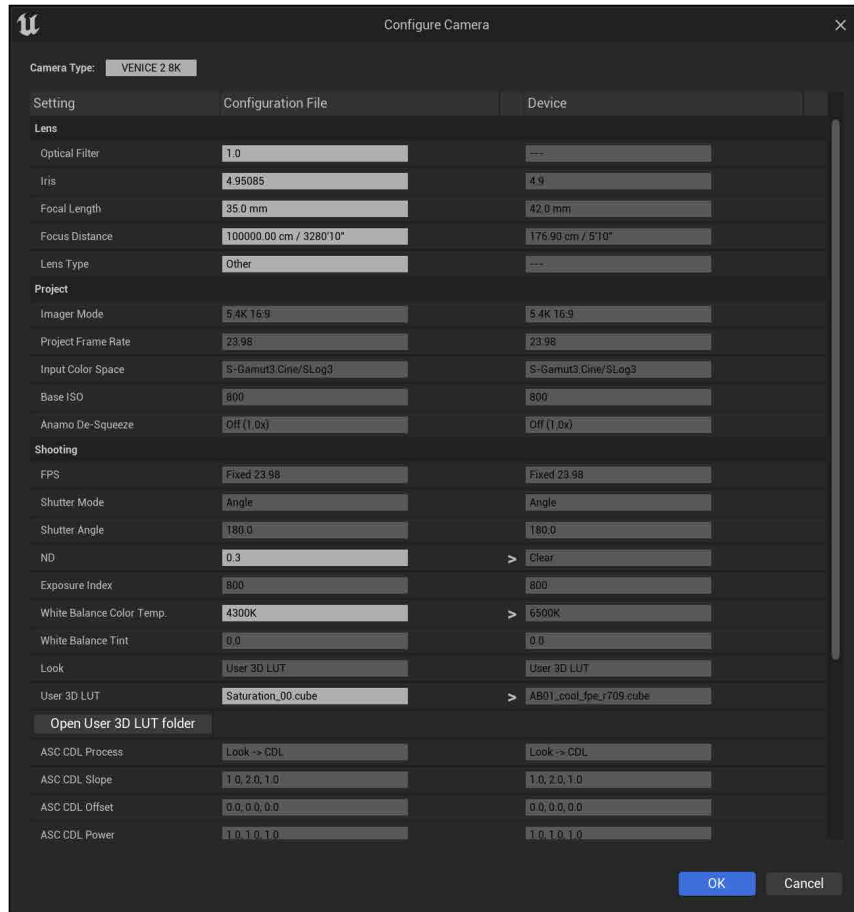 Configure Camera
Camera Type: VENICE 2 8K
Setting Configuration File Device
Lens
Optical Filter 1.0 ---
Iris 4.95085 4.9
Focal Length 35.0 mm 42.0 mm
Focus Distance 100000.00 cm / 3280'10" 176.90 cm / 5'10"
Lens Type Other ---
Project
Imager Mode 5.4K 16:9 5.4K 16:9
Project Frame Rate 23.98 23.98
Input Color Space S-Gamut3.Cine/SLog3 S-Gamut3.Cine/SLog3
Base ISO 800 800
Anamo De-Squeeze Off (1.0x) Off (1.0x)
Shooting
FPS Fixed 23.98 Fixed 23.98
Shutter Mode Angle Angle
Shutter Angle 180.0 180.0
ND 0.3 > Clear
Exposure Index 800 800
White Balance Color Temp. 4300K > 6500K
White Balance Tint 0.0 0.0
Look User 3D LUT User 3D LUT
User 3D LUT Saturation_00.cube > AB01_cool_fpe_r709.cube
Open User 3D LUT folder
ASC CDL Process Look -> CDL Look -> CDL
ASC CDL Slope 1.0, 2.0, 1.0 1.0, 2.0, 1.0
ASC CDL Offset 0.0, 0.0, 0.0 0.0, 0.0, 0.0
ASC CDL Power 1.0, 1.0, 1.0 1.0, 1.0, 1.0
OK Cancel